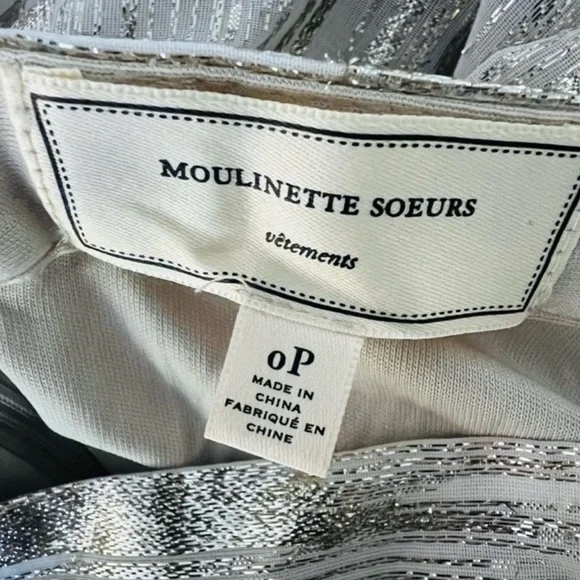 MOULINETTE SOEURS
vêtements
0P
MADE IN
CHINA
FABRIQUÉ EN
CHINE